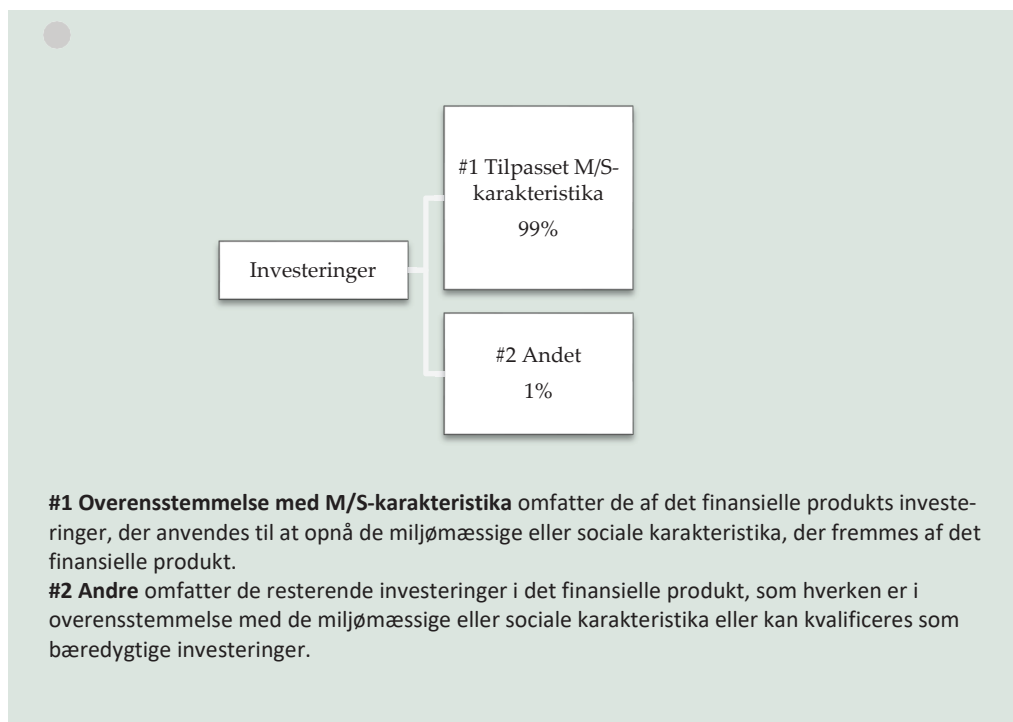 #1 Tilpasset M/S-
karakteristika
99%
Investeringer
#2 Andet
1%
#1 Overensstemmelse med M/S-karakteristika omfatter de af det finansielle produkts investe-
ringer, der anvendes til at opnå de miljømæssige eller sociale karakteristika, der fremmes af det
finansielle produkt.
#2 Andre omfatter de resterende investeringer i det finansielle produkt, som hverken er i
overensstemmelse med de miljømæssige eller sociale karakteristika eller kan kvalificeres som
bæredygtige investeringer.